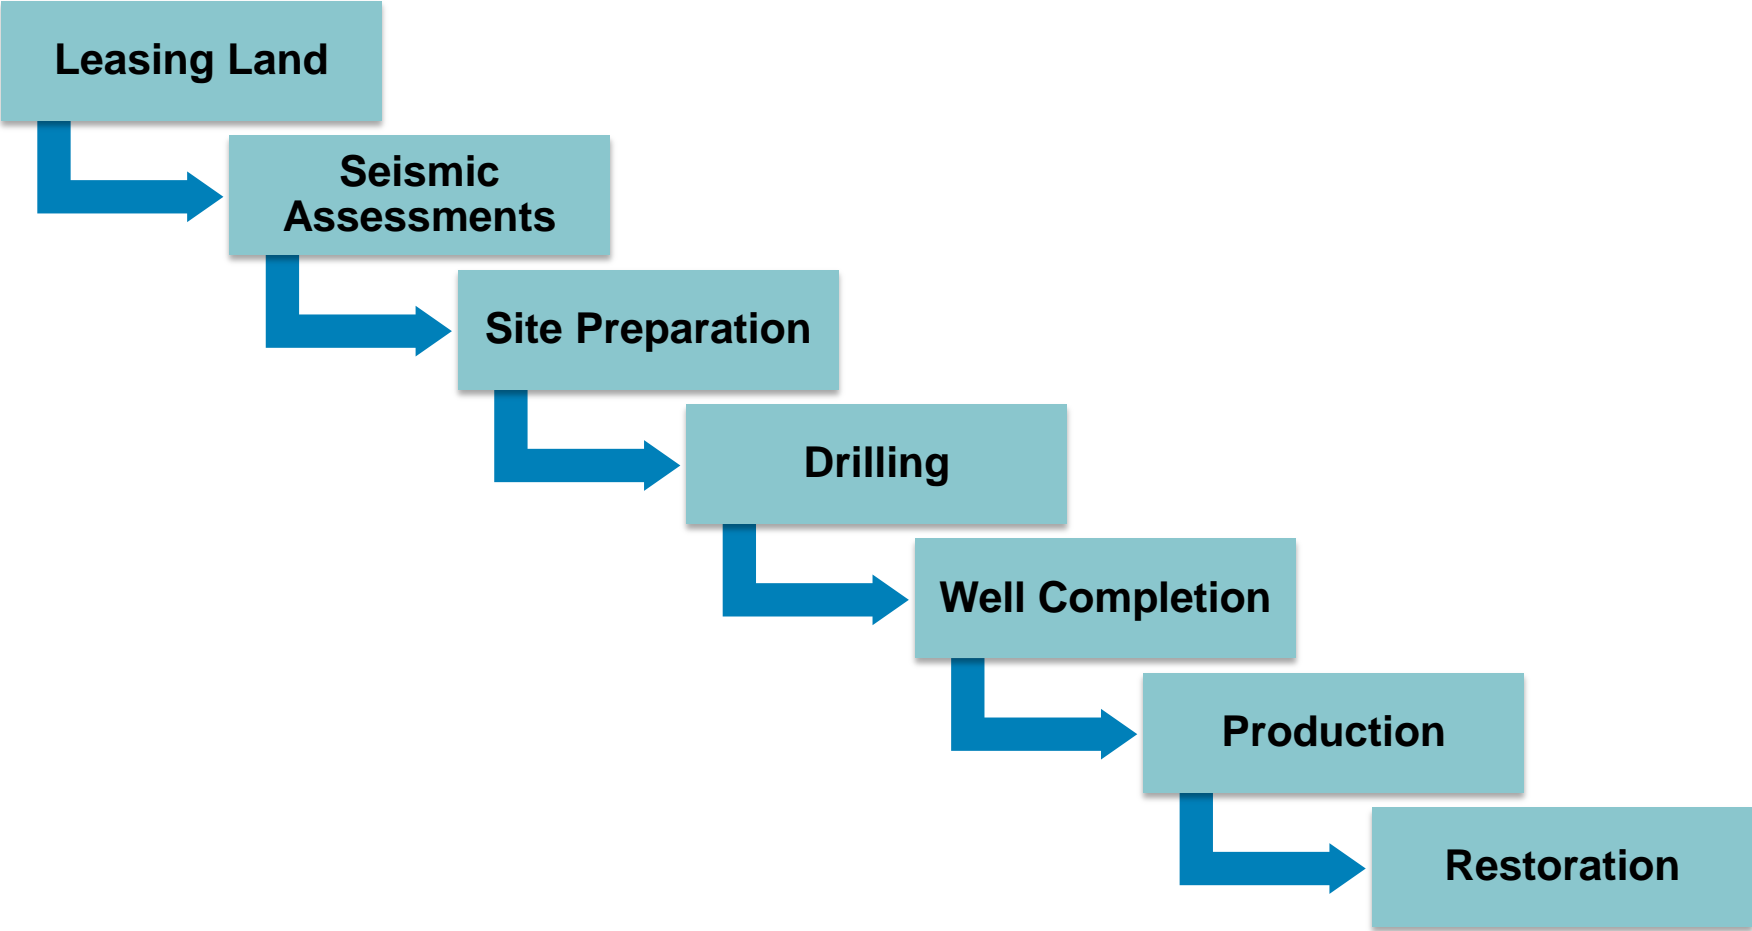 Leasing Land
Seismic
Assessments
Site Preparation
Drilling
Well Completion
Production
Restoration